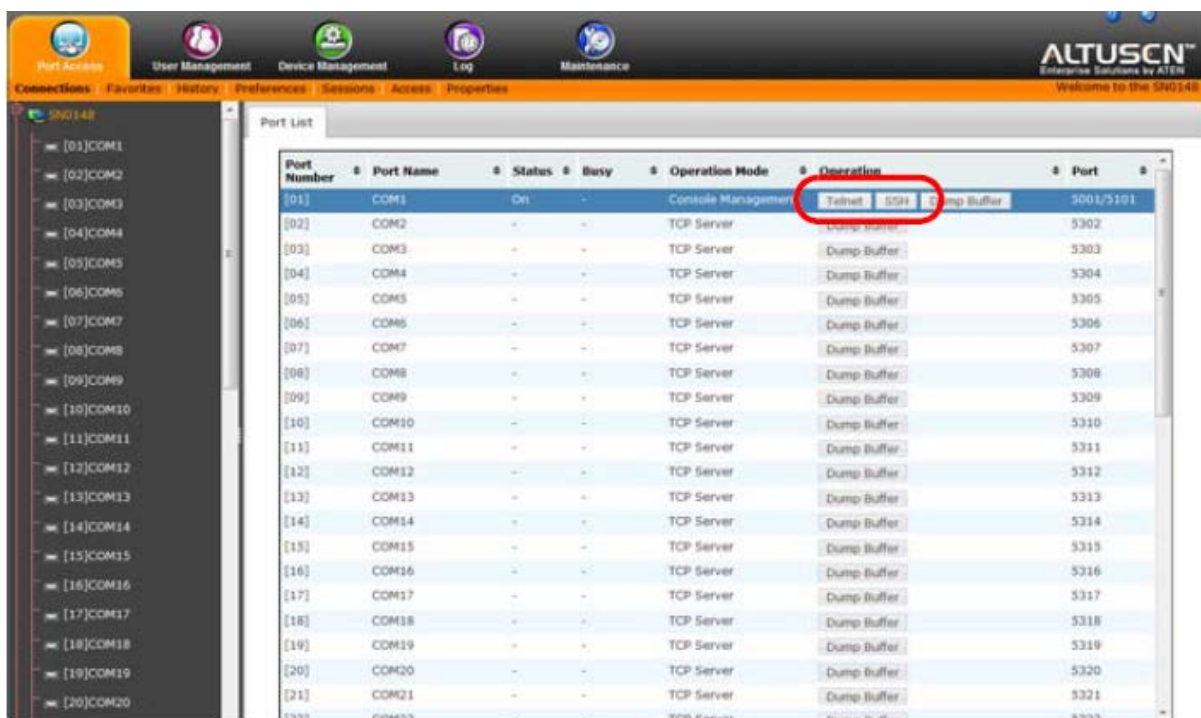 Port Access User Management Device Management Log Maintenance
ALTUSCN™
Enterprise Solutions by ATEN
Connections Favorites History Preferences Sessions Access Properties
Welcome to the SN0148
SN0148
[01]COM1
[02]COM2
[03]COM3
[04]COM4
[05]COM5
[06]COM6
[07]COM7
[08]COM8
[09]COM9
[10]COM10
[11]COM11
[12]COM12
[13]COM13
[14]COM14
[15]COM15
[16]COM16
[17]COM17
[18]COM18
[19]COM19
[20]COM20
Port List
Port Number Port Name Status Busy Operation Mode Operation Port
[01] COM1 On - Console Managemen Telnet SSH Dump Buffer 5001/5101
[02] COM2 - - TCP Server Dump Buffer 5302
[03] COM3 - - TCP Server Dump Buffer 5303
[04] COM4 - - TCP Server Dump Buffer 5304
[05] COM5 - - TCP Server Dump Buffer 5305
[06] COM6 - - TCP Server Dump Buffer 5306
[07] COM7 - - TCP Server Dump Buffer 5307
[08] COM8 - - TCP Server Dump Buffer 5308
[09] COM9 - - TCP Server Dump Buffer 5309
[10] COM10 - - TCP Server Dump Buffer 5310
[11] COM11 - - TCP Server Dump Buffer 5311
[12] COM12 - - TCP Server Dump Buffer 5312
[13] COM13 - - TCP Server Dump Buffer 5313
[14] COM14 - - TCP Server Dump Buffer 5314
[15] COM15 - - TCP Server Dump Buffer 5315
[16] COM16 - - TCP Server Dump Buffer 5316
[17] COM17 - - TCP Server Dump Buffer 5317
[18] COM18 - - TCP Server Dump Buffer 5318
[19] COM19 - - TCP Server Dump Buffer 5319
[20] COM20 - - TCP Server Dump Buffer 5320
[21] COM21 - - TCP Server Dump Buffer 5321